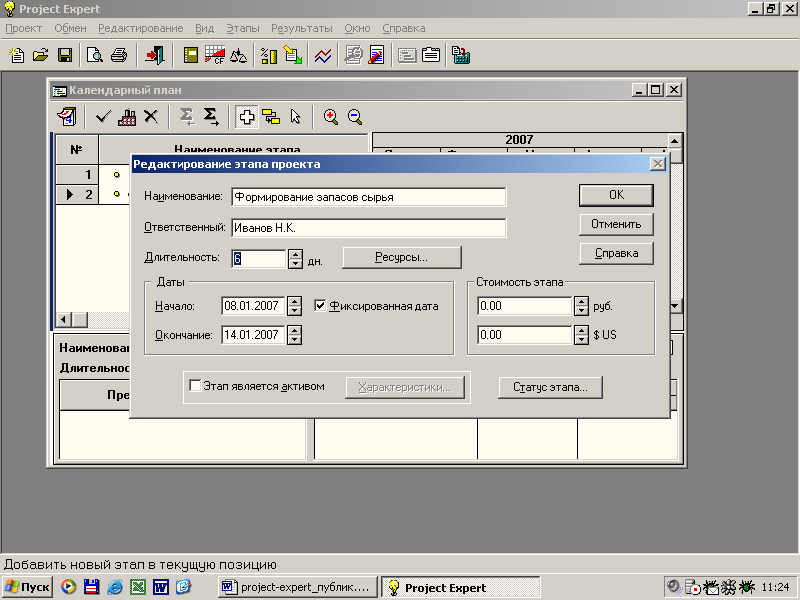 Project Expert
Проект Обмен Редактирование Вид Этапы Результаты Окно Справка
CF
Календарный план
№ Наименование этапа 2007
1
2
Редактирование этапа проекта
Наименование: Формирование запасов сырья OK
Ответственный: Иванов Н.К. Отменить
Длительность: 6 дн. Ресурсы... Справка
Даты Стоимость этапа
Начало: 08.01.2007 Фиксированная дата 0.00 руб.
Окончание: 14.01.2007 0.00 $ US
Этап является активом Характеристики... Статус этапа...
Наименован
Длительнос
Пре
Добавить новый этап в текущую позицию
Пуск project-expert_публик.... Project Expert 11:24